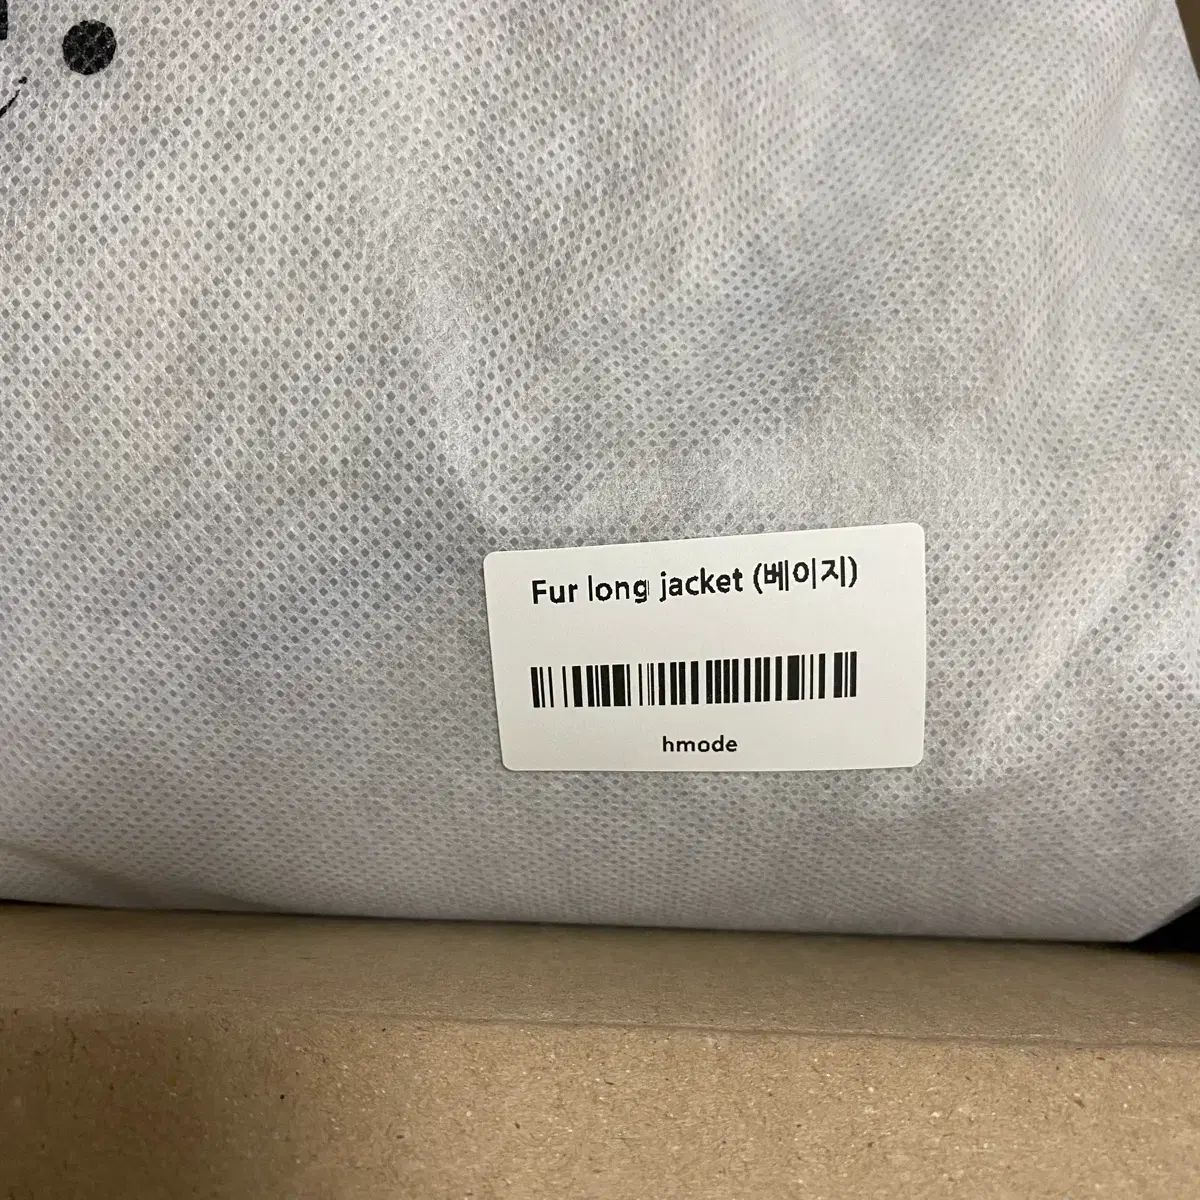 Fur long jacket (베이지)
hmode